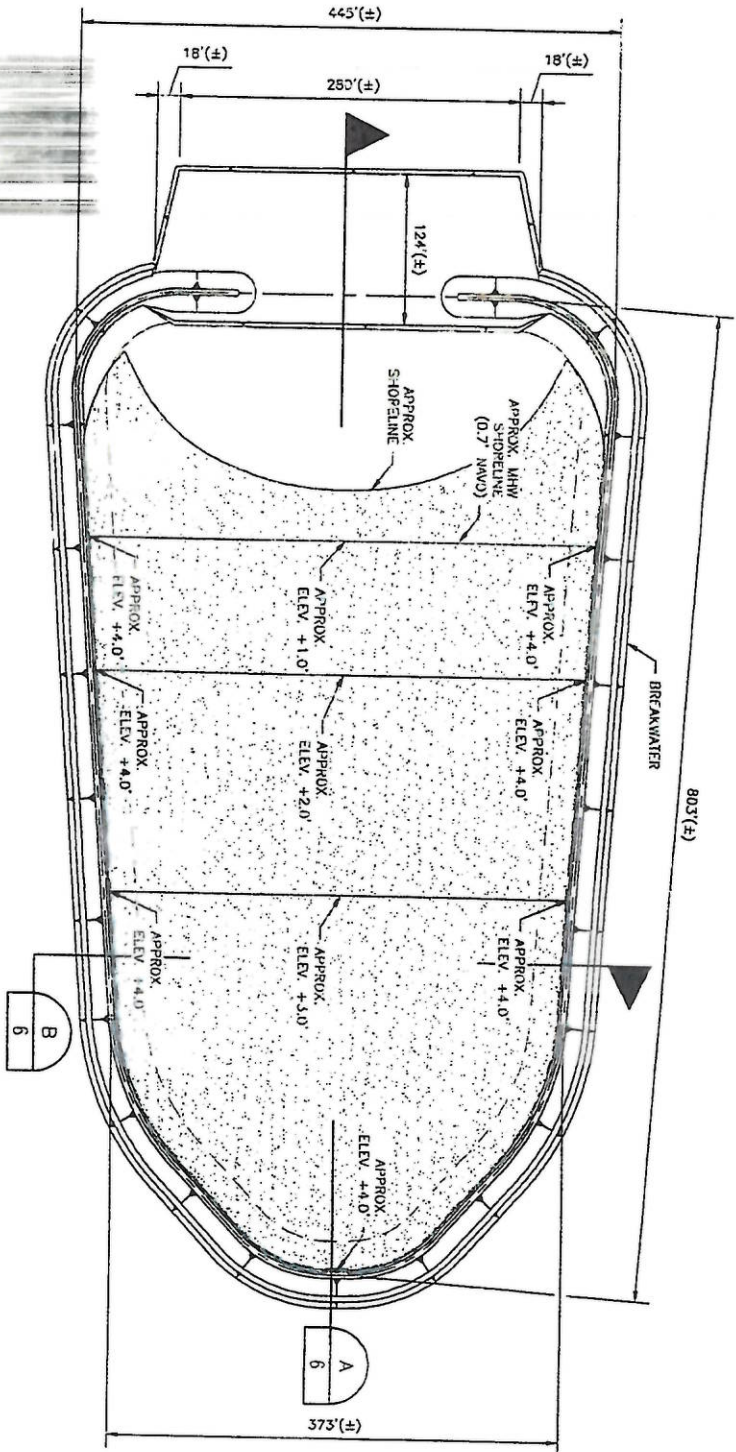 445'(±)
18'(±)
250'(±)
18'(±)
124'(±)
APPROX.
SHORELINE
APPROX. MHW
SHORELINE
(0.7' NAVD)
BREAKWATER
803'(±)
APPROX.
ELEV. +4.0'
APPROX.
ELEV. +1.0'
APPROX.
ELEV. +4.0'
APPROX.
ELEV. +4.0'
APPROX.
ELEV. +2.0'
APPROX.
ELEV. +4.0'
APPROX.
ELEV. +4.0'
APPROX.
ELEV. +3.0'
APPROX.
ELEV. +4.0'
APPROX.
ELEV. +4.0'
B
6
A
6
373'(±)